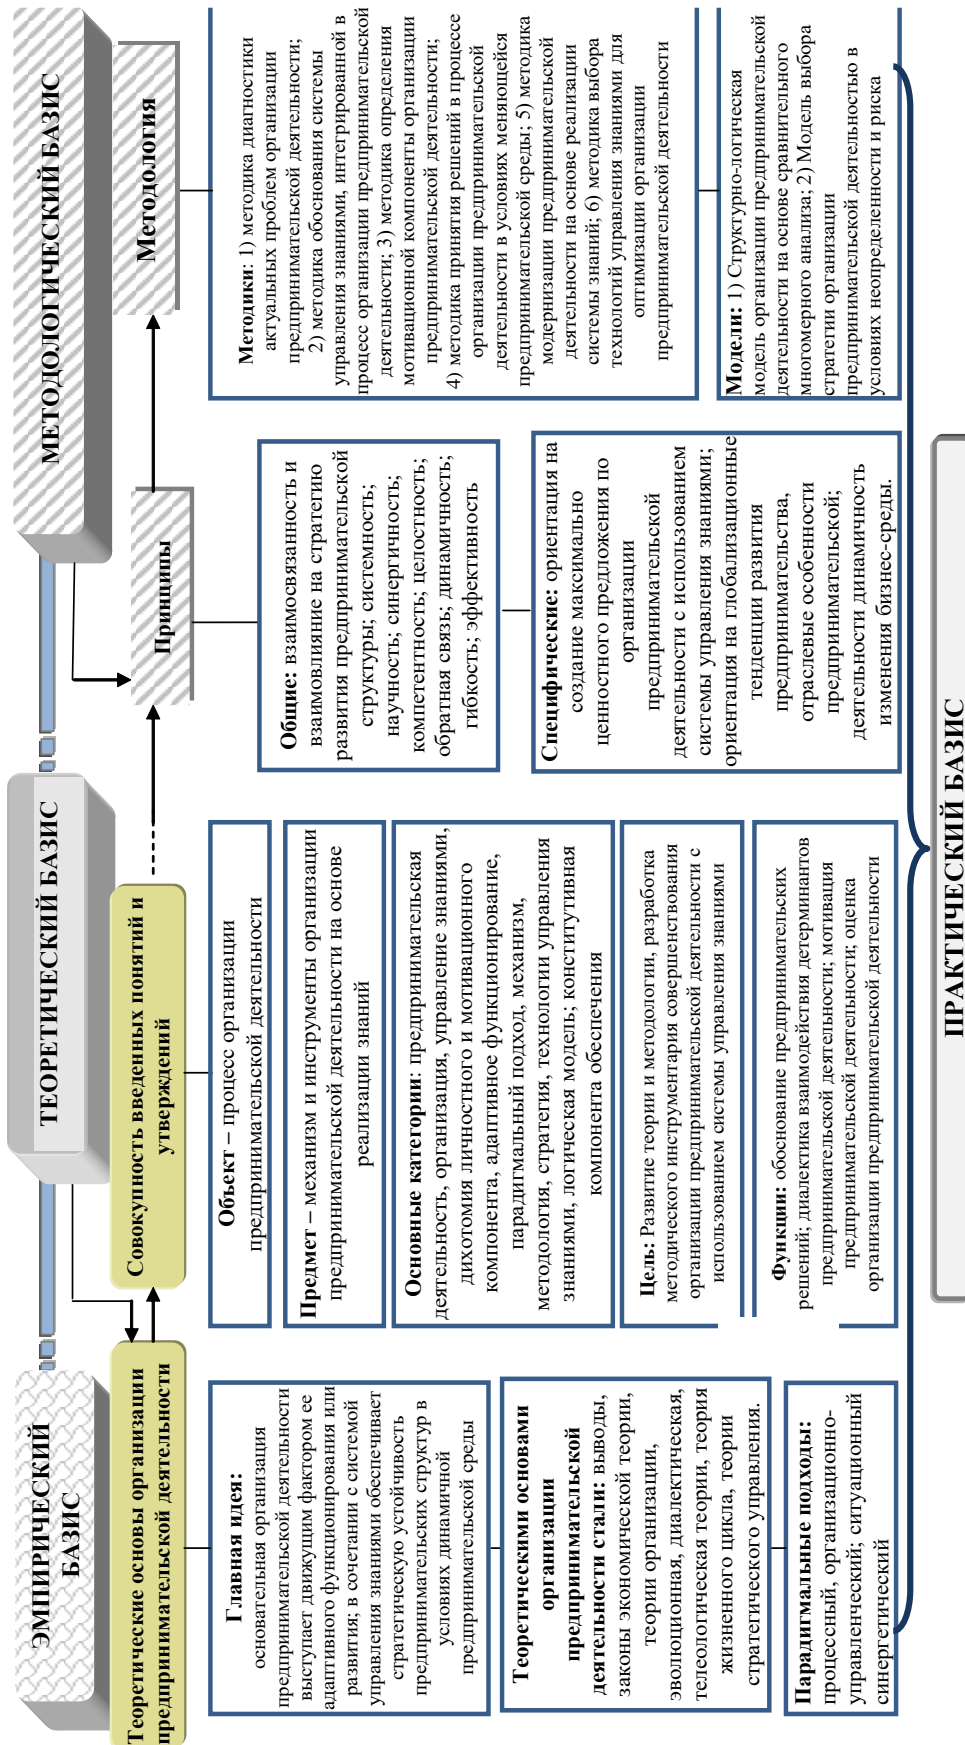 ЭМПИРИЧЕСКИЙ
БАЗИС
ТЕОРЕТИЧЕСКИЙ БАЗИС
МЕТОДОЛОГИЧЕСКИЙ БАЗИС
Теоретические основы организации
предпринимательской деятельности
Совокупность введенных понятий и
утверждений
Принципы
Методология
Главная идея:
основательная организация
предпринимательской деятельности
выступает движущим фактором ее
адаптивного функционирования или
развития; в сочетании с системой
управления знаниями обеспечивает
стратегическую устойчивость
предпринимательских структур в
условиях динамичной
предпринимательской среды
Теоретическими основами
организации
предпринимательской
деятельности стали: выводы,
законы экономической теории,
теории организации,
эволюционная, диалектическая,
телеологическая теории, теория
жизненного цикла, теории
стратегического управления.
Парадигмальные подходы:
процессный, организационно-
управленческий; ситуационный
синергетический
Объект – процесс организации
предпринимательской деятельности
Предмет – механизм и инструменты организации
предпринимательской деятельности на основе
реализации знаний
Основные категории: предпринимательская
деятельность, организация, управление знаниями,
дихотомия личностного и мотивационного
компонента, адаптивное функционирование,
парадигмальный подход, механизм,
методология, стратегия, технологии управления
знаниями, логическая модель; конститутивная
компонента обеспечения
Цель: Развитие теории и методологии, разработка
методического инструментария совершенствования
организации предпринимательской деятельности с
использованием системы управления знаниями
Функции: обоснование предпринимательских
решений; диалектика взаимодействия детерминантов
предпринимательской деятельности; мотивация
предпринимательской деятельности; оценка
организации предпринимательской деятельности
Общие: взаимосвязанность и
взаимовлияние на стратегию
развития предпринимательской
структуры; системность;
научность; синергичность;
компетентность; целостность;
обратная связь; динамичность;
гибкость; эффективность
Специфические: ориентация на
создание максимально
ценностного предложения по
организации
предпринимательской
деятельности с использованием
системы управления знаниями;
ориентация на глобализационные
тенденции развития
предпринимательства,
отраслевые особенности
предпринимательской;
деятельности динамичность
изменения бизнес-среды.
Методики: 1) методика диагностики
актуальных проблем организации
предпринимательской деятельности;
2) методика обоснования системы
управления знаниями, интегрированной в
процесс организации предпринимательской
деятельности; 3) методика определения
мотивационной компоненты организации
предпринимательской деятельности;
4) методика принятия решений в процессе
организации предпринимательской
деятельности в условиях меняющейся
предпринимательской среды; 5) методика
модернизации предпринимательской
деятельности на основе реализации
системы знаний; 6) методика выбора
технологий управления знаниями для
оптимизации организации
предпринимательской деятельности
Модели: 1) Структурно-логическая
модель организации предпринимательской
деятельности на основе сравнительного
многомерного анализа; 2) Модель выбора
стратегии организации
предпринимательской деятельностью в
условиях неопределенности и риска
ПРАКТИЧЕСКИЙ БАЗИС